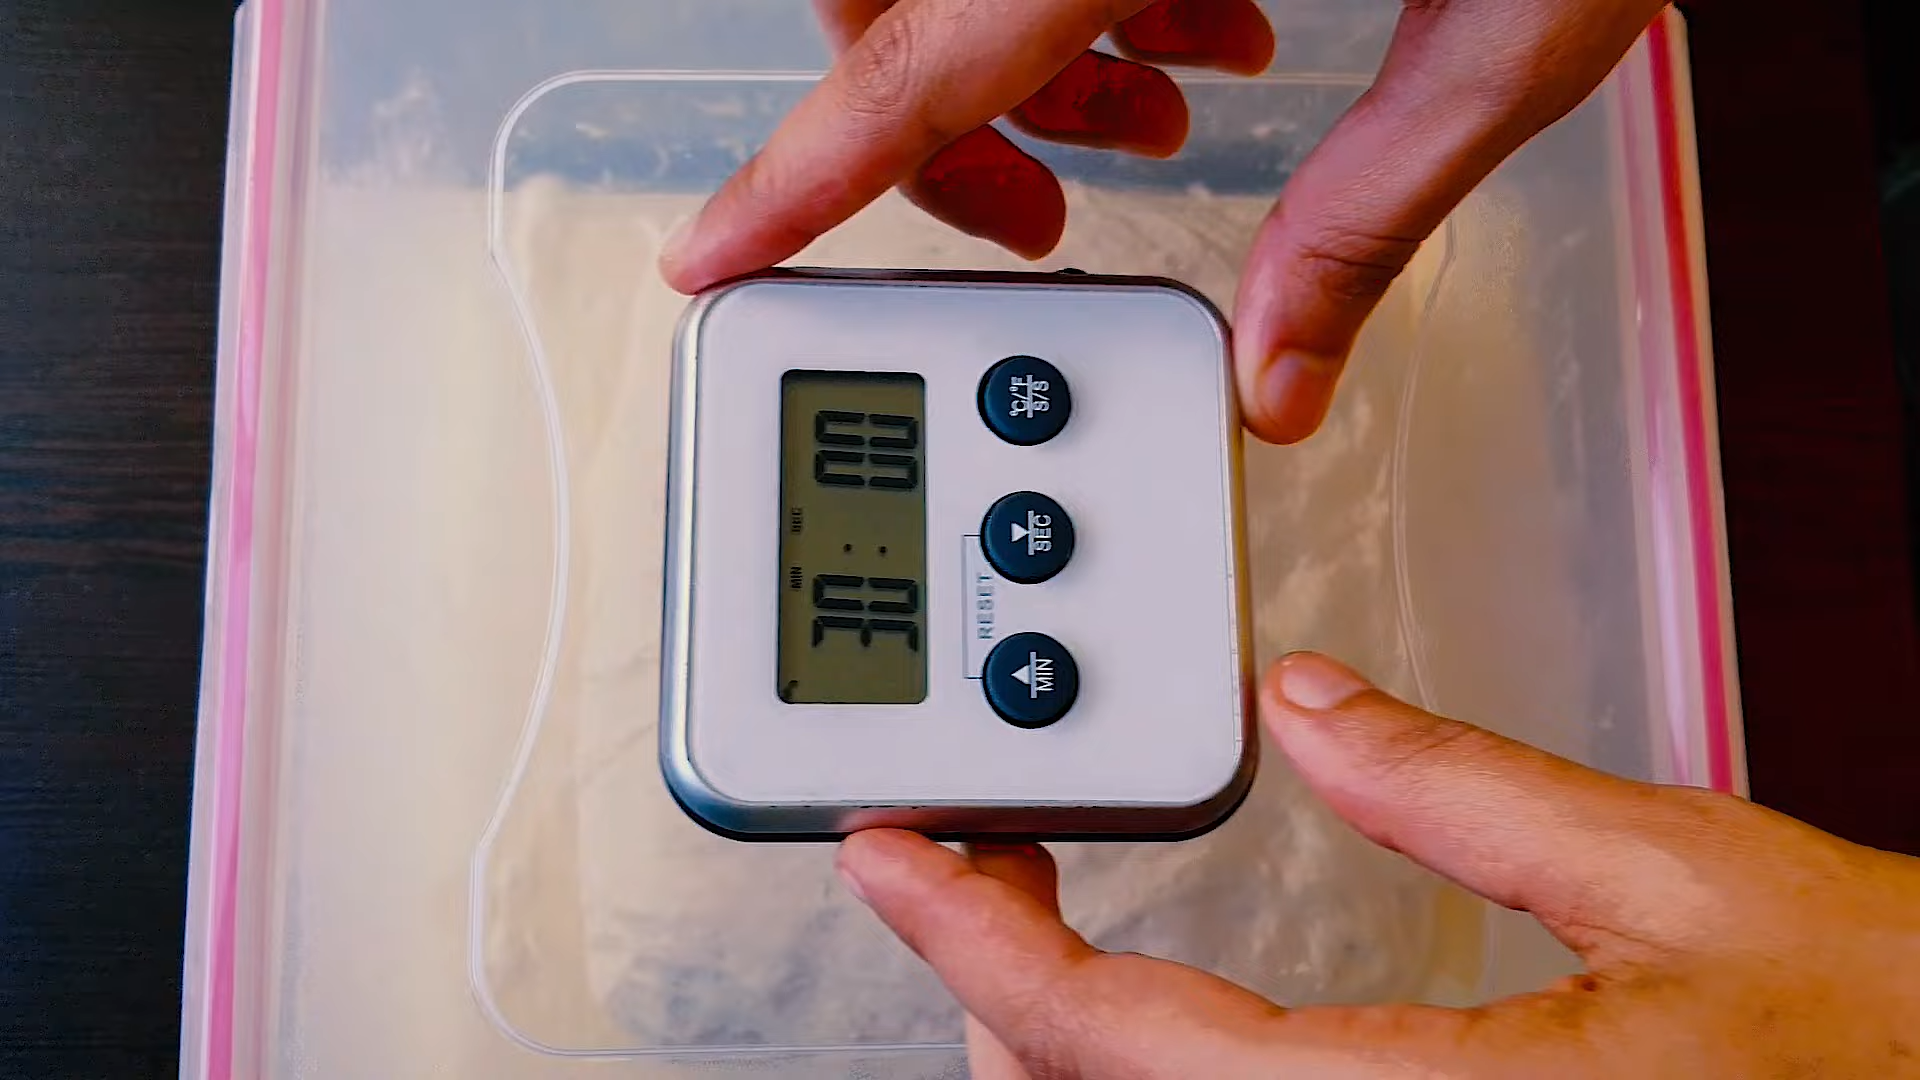 MIN SEC
30:00
RESET
▲
MIN
▼
SEC
°C/°F
S/S